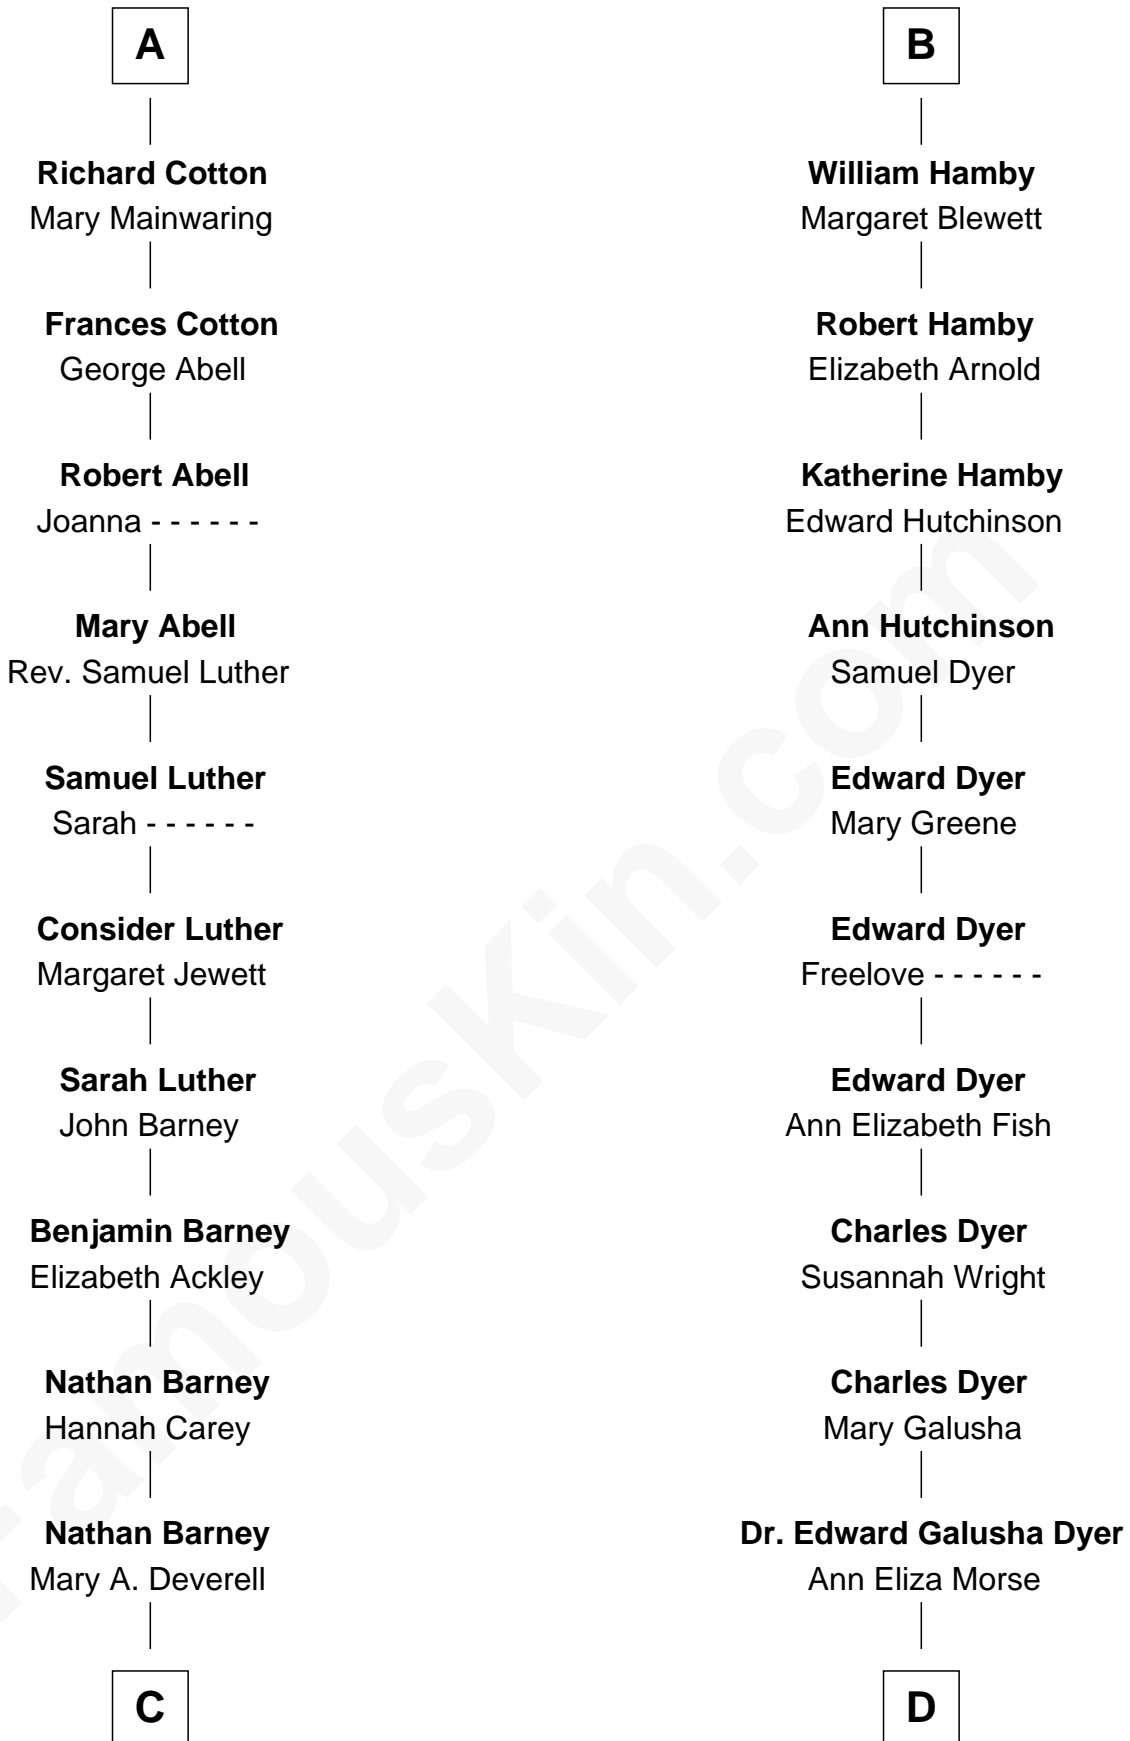 A
Richard Cotton
Mary Mainwaring
Frances Cotton
George Abell
Robert Abell
Joanna - - - - - -
Mary Abell
Rev. Samuel Luther
Samuel Luther
Sarah - - - - - -
Consider Luther
Margaret Jewett
Sarah Luther
John Barney
Benjamin Barney
Elizabeth Ackley
Nathan Barney
Hannah Carey
Nathan Barney
Mary A. Deverell
C
B
William Hamby
Margaret Blewett
Robert Hamby
Elizabeth Arnold
Katherine Hamby
Edward Hutchinson
Ann Hutchinson
Samuel Dyer
Edward Dyer
Mary Greene
Edward Dyer
Freelove - - - - - -
Edward Dyer
Ann Elizabeth Fish
Charles Dyer
Susannah Wright
Charles Dyer
Mary Galusha
Dr. Edward Galusha Dyer
Ann Eliza Morse
D
FamousKin.com